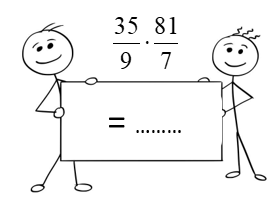 35/9 · 81/7
= .........